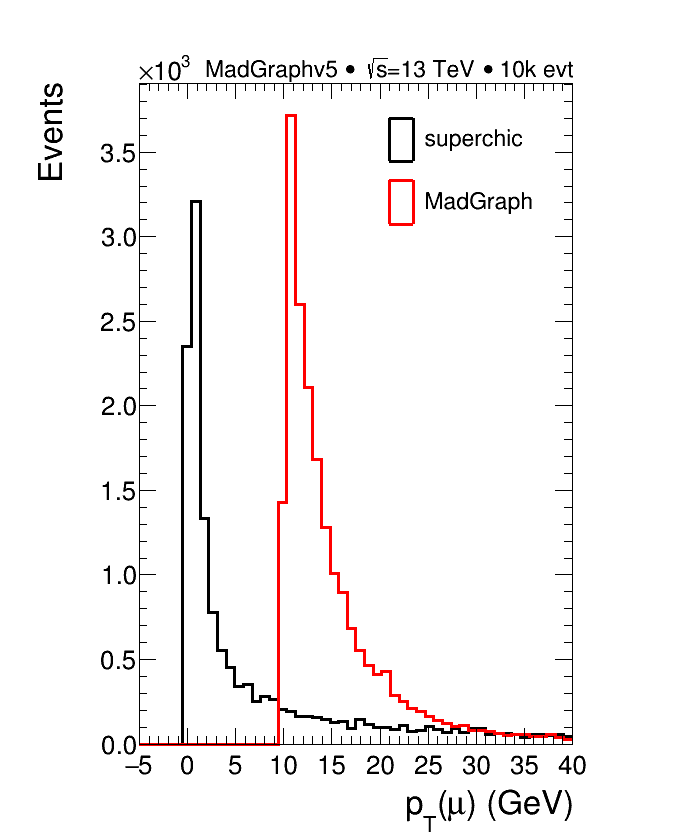 ×10³ MadGraphv5 • √s=13 TeV • 10k evt
Events
superchic
MadGraph
3.5
3.0
2.5
2.0
1.5
1.0
0.5
0.0
−5 0 5 10 15 20 25 30 35 40
p_T(μ) (GeV)